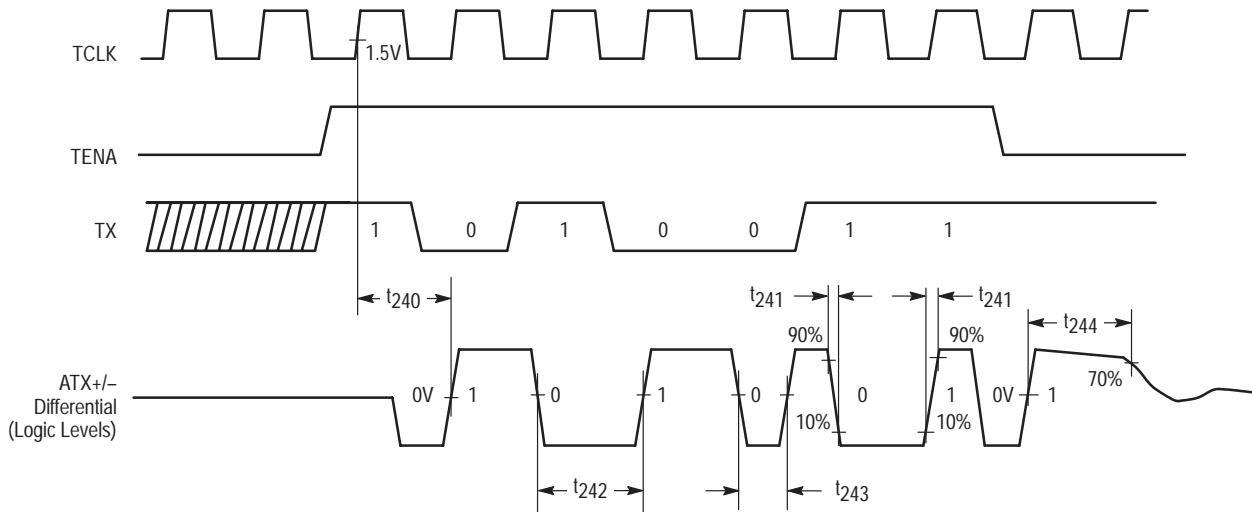 TCLK
1.5V
TENA
TX
1 0 1 0 0 1 1
t240
t241
t241
t244
90%
90%
70%
ATX+/–
Differential
(Logic Levels)
0V 1 0 1 0 0 1 0V 1
10%
10%
t242
t243